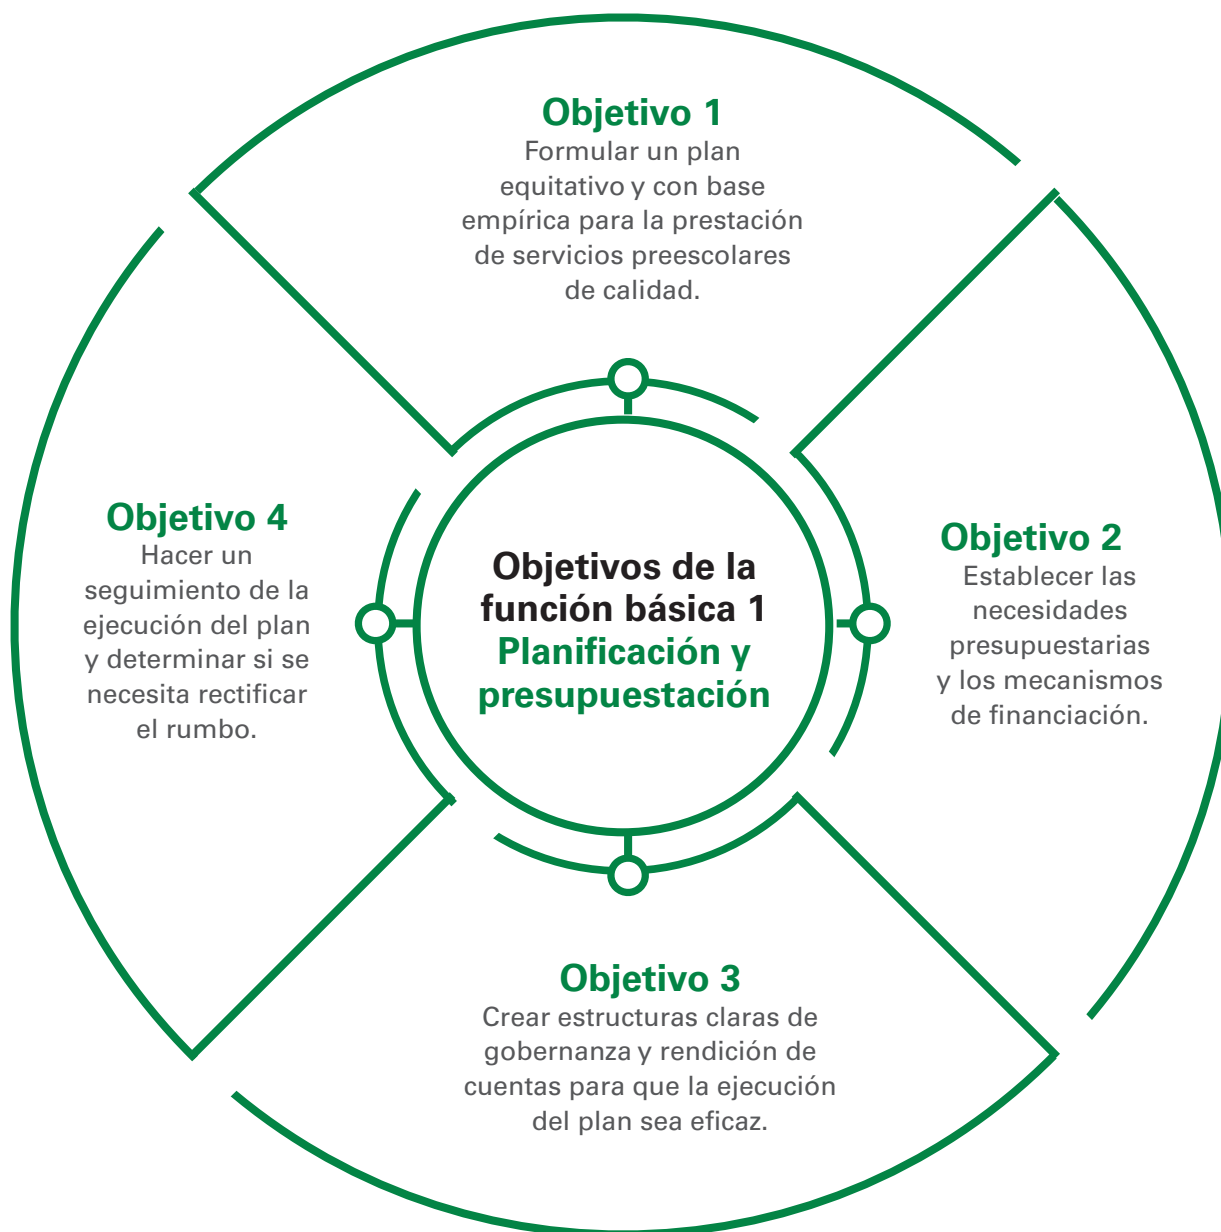 Objetivo 1
Formular un plan
equitativo y con base
empírica para la prestación
de servicios preescolares
de calidad.
Objetivo 2
Establecer las
necesidades
presupuestarias
y los mecanismos
de financiación.
Objetivo 3
Crear estructuras claras de
gobernanza y rendición de
cuentas para que la ejecución
del plan sea eficaz.
Objetivo 4
Hacer un
seguimiento de la
ejecución del plan
y determinar si se
necesita rectificar
el rumbo.
Objetivos de la
función básica 1
Planificación y
presupuestación